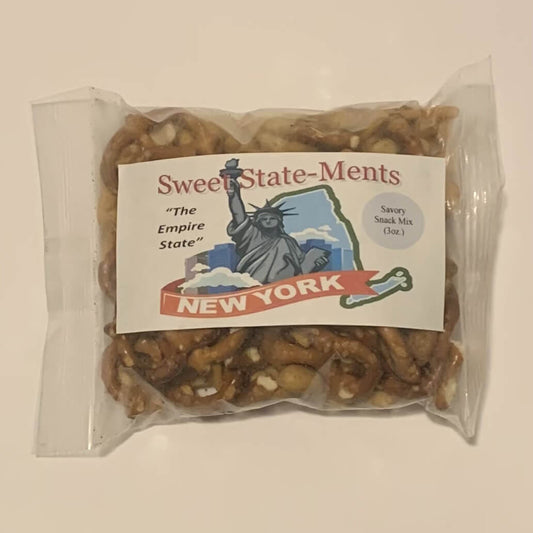 Sweet State-Ments
"The
Empire
State"
Savory
Snack Mix
(3oz.)
NEW YORK